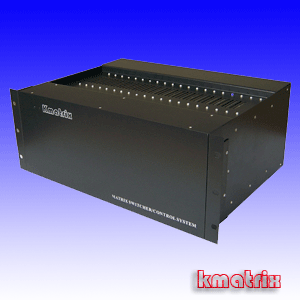 Kmatrix
MATRIX SWITCHER/CONTROL SYSTEM
kmatrix